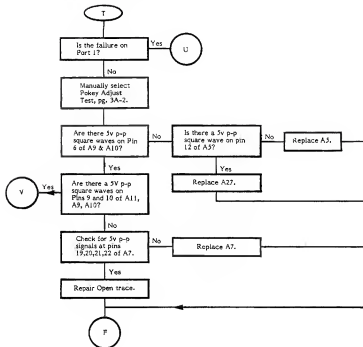 T
Is the failure on
Port 1?
Yes
U
No
Manually select
Pokey Adjust
Test, pg. 3A-2.
Are there 5v p-p
square waves on Pin
6 of A9 & A10?
No
Is there a 5v p-p
square wave on pin
12 of A5?
No
Replace A5.
Yes
Yes
Replace A27.
V
Yes
Are there a 5V p-p
square waves on
Pins 9 and 10 of A11,
A9, A10?
No
Check for 5v p-p
signals at pins
19,20,21,22 of A7.
No
Replace A7.
Yes
Repair Open trace.
F